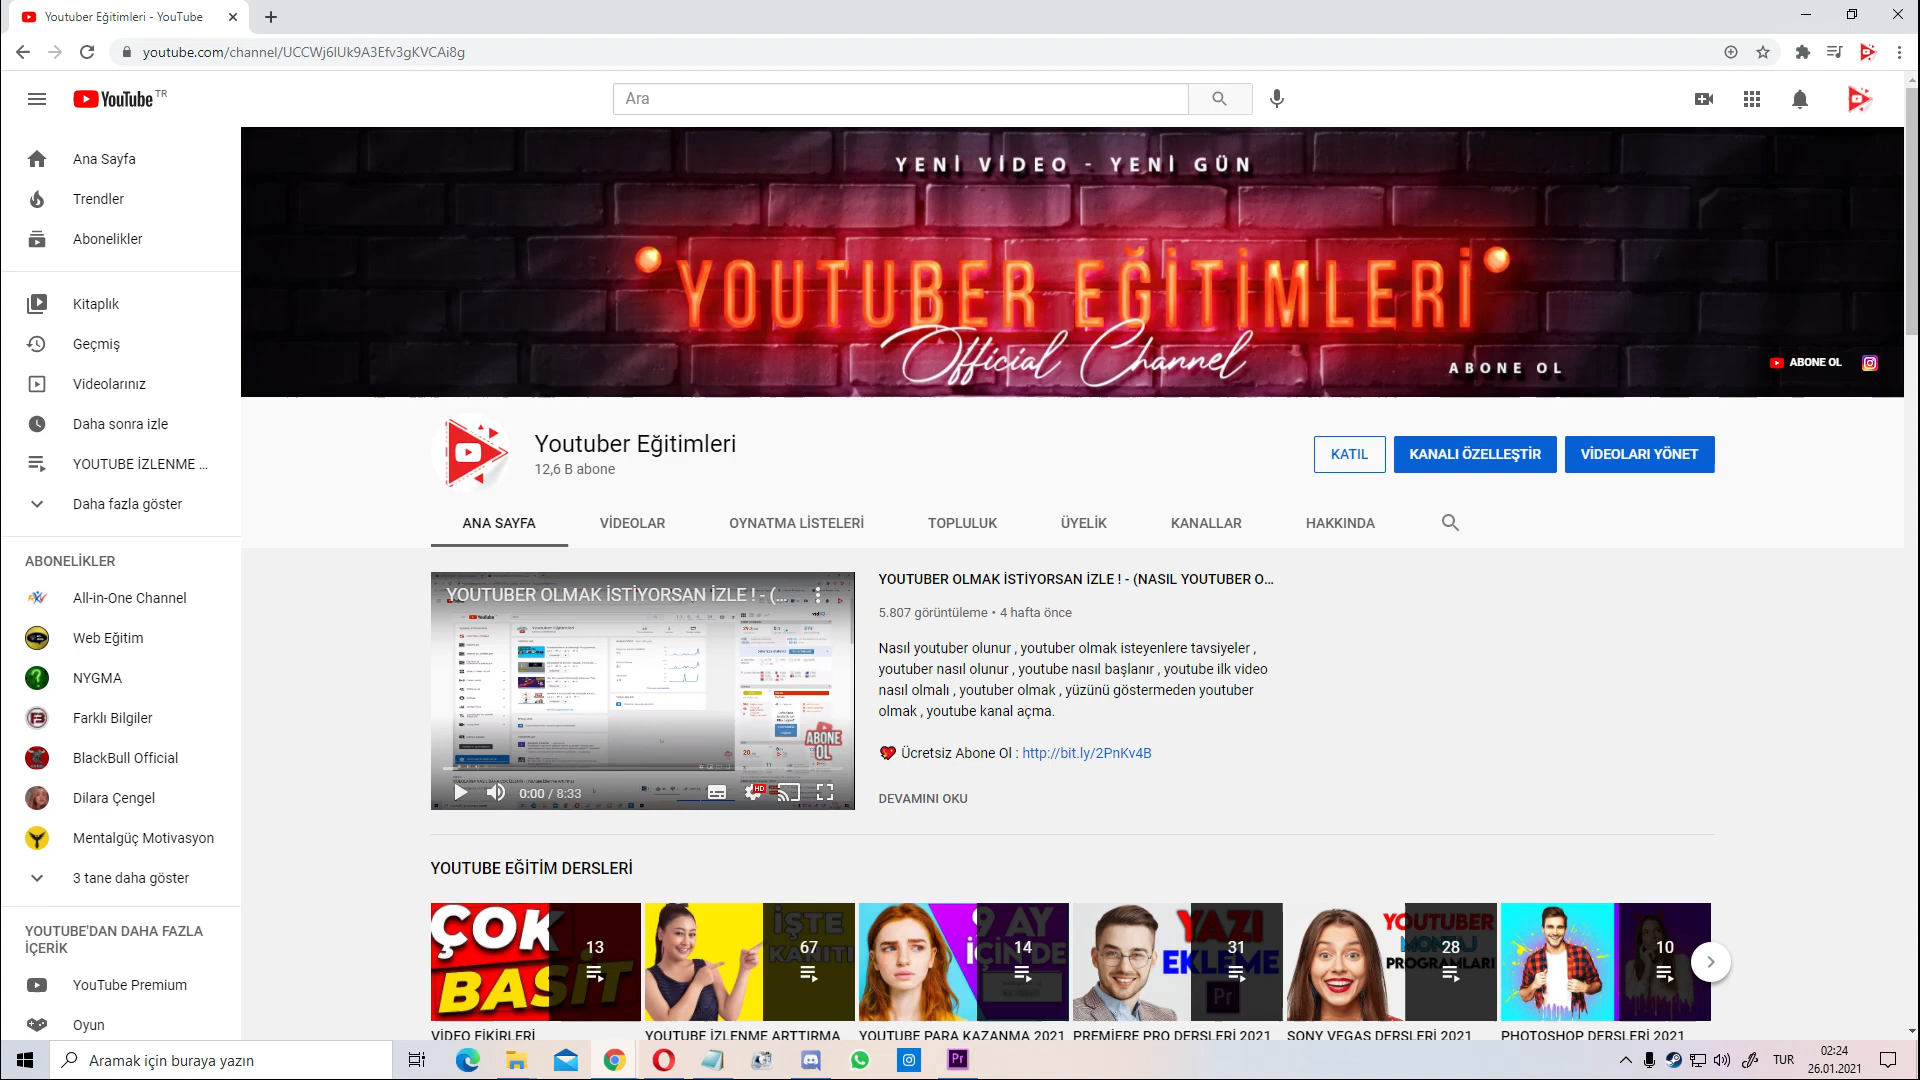 Youtuber Eğitimleri - YouTube
youtube.com/channel/UCCWj6IUk9A3Efv3gKVCAi8g
YouTube TR
Ara
Ana Sayfa
Trendler
Abonelikler
Kitaplık
Geçmiş
Videolarınız
Daha sonra izle
YOUTUBE İZLENME ...
Daha fazla göster
ABONELİKLER
All-in-One Channel
Web Eğitim
NYGMA
Farklı Bilgiler
BlackBull Official
Dilara Çengel
Mentalgüç Motivasyon
3 tane daha göster
YOUTUBE'DAN DAHA FAZLA
İÇERİK
YouTube Premium
Oyun
YENİ VİDEO - YENİ GÜN
YOUTUBER EĞİTİMLERİ
Official Channel
ABONE OL
ABONE OL
Youtuber Eğitimleri
12,6 B abone
KATIL
KANALI ÖZELLEŞTİR
VİDEOLARI YÖNET
ANA SAYFA
VİDEOLAR
OYNATMA LİSTELERİ
TOPLULUK
ÜYELİK
KANALLAR
HAKKINDA
YOUTUBER OLMAK İSTİYORSAN İZLE ! - (...
ABONE
OL
0:00 / 8:33
HD
YOUTUBER OLMAK İSTİYORSAN İZLE ! - (NASIL YOUTUBER O...
5.807 görüntüleme • 4 hafta önce
Nasıl youtuber olunur , youtuber olmak isteyenlere tavsiyeler ,
youtuber nasıl olunur , youtube nasıl başlanır , youtube ilk video
nasıl olmalı , youtuber olmak , yüzünü göstermeden youtuber
olmak , youtube kanal açma.
Ücretsiz Abone Ol : http://bit.ly/2PnKv4B
DEVAMINI OKU
YOUTUBE EĞİTİM DERSLERİ
ÇOK
BASİT
13
İŞTE
KANITI
67
9 AY
İÇİNDE
14
YAZI
EKLEME
Pr
31
YOUTUBER
MONTAJ
PROGRAMLARI
28
10
VİDEO FİKİRLERİ
YOUTUBE İZLENME ARTTIRMA
YOUTUBE PARA KAZANMA 2021
PREMİERE PRO DERSLERİ 2021
SONY VEGAS DERSLERİ 2021
PHOTOSHOP DERSLERİ 2021
Aramak için buraya yazın
Pr
TUR
02:24
26.01.2021